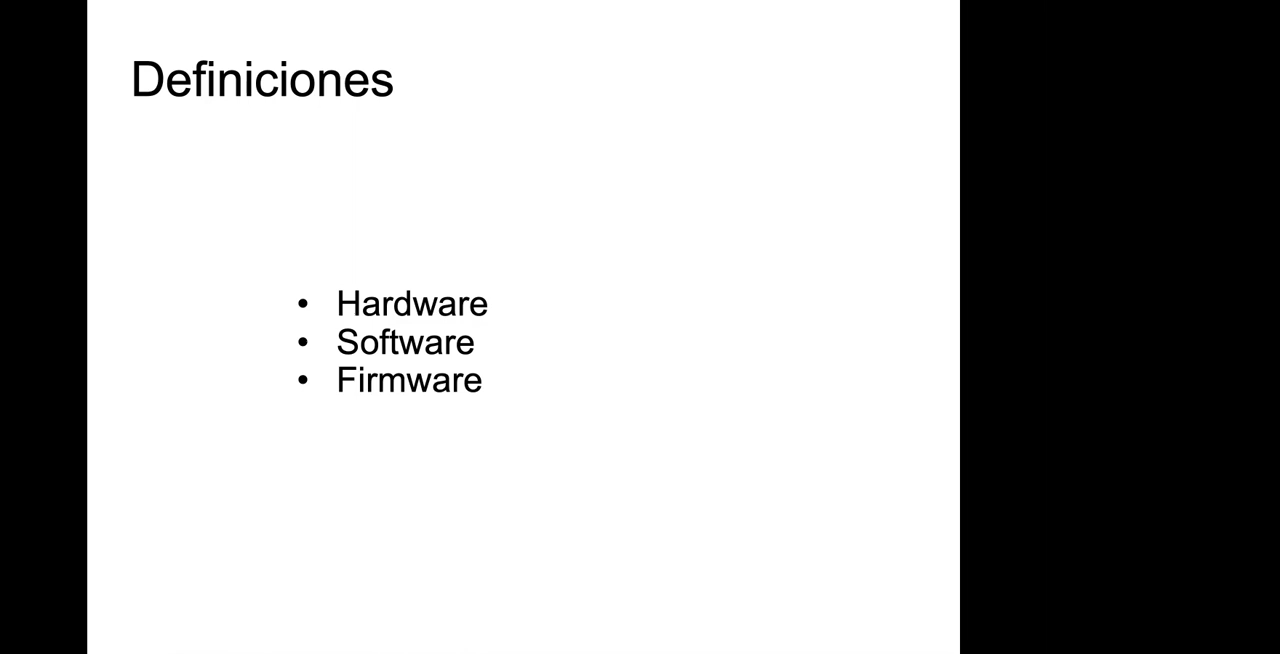 Definiciones
• Hardware
• Software
• Firmware